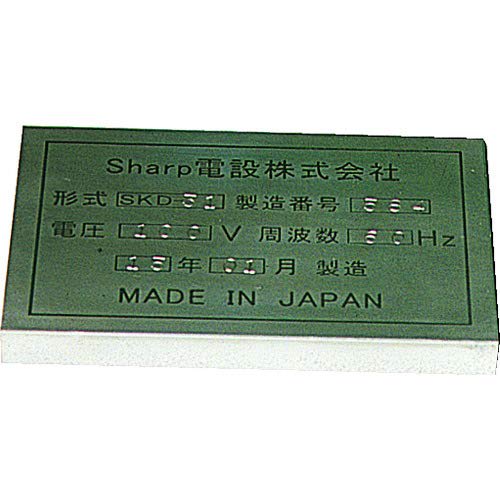 Sharp電設株式会社
形式 SKD-51 製造番号 564
電圧 100 V 周波数 60 Hz
15年01月 製造
MADE IN JAPAN